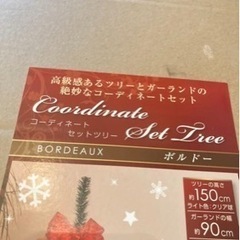 高級感あるツリーとガーランドの
絶妙なコーディネートセット
Coordinate
コーディネート
Set Tree
セットツリー
BORDEAUX
ボルドー
ツリーの高さ
約150cm
ライト色:クリア球
ガーランドの幅
約90cm